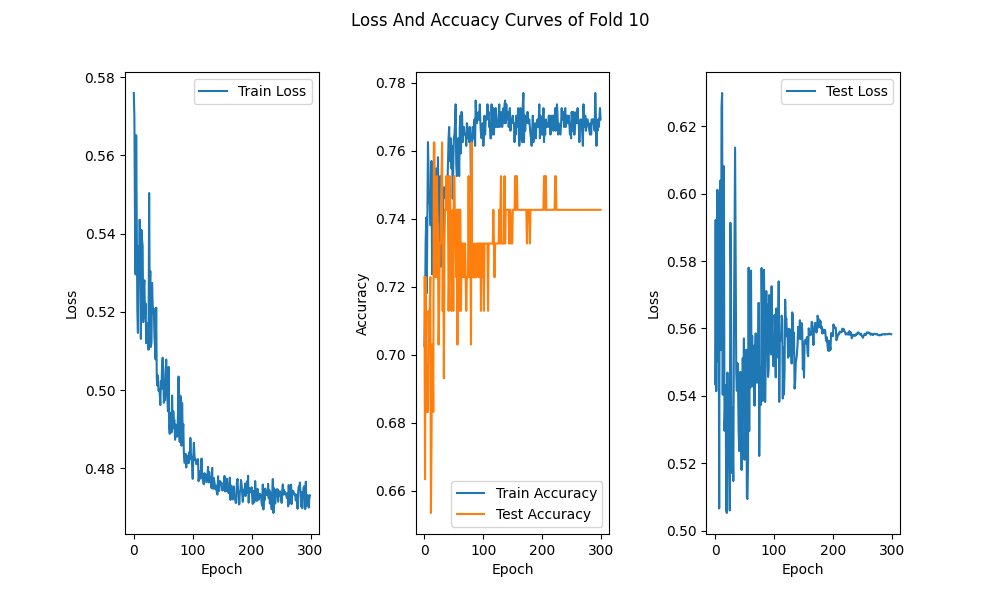 Loss And Accuacy Curves of Fold 10
Train Loss
0.58
0.56
0.54
0.52
0.50
0.48
Loss
0 100 200 300
Epoch
0.78
0.76
0.74
0.72
0.70
0.68
0.66
Accuracy
Train Accuracy
Test Accuracy
0 100 200 300
Epoch
Test Loss
0.62
0.60
0.58
0.56
0.54
0.52
0.50
Loss
0 100 200 300
Epoch